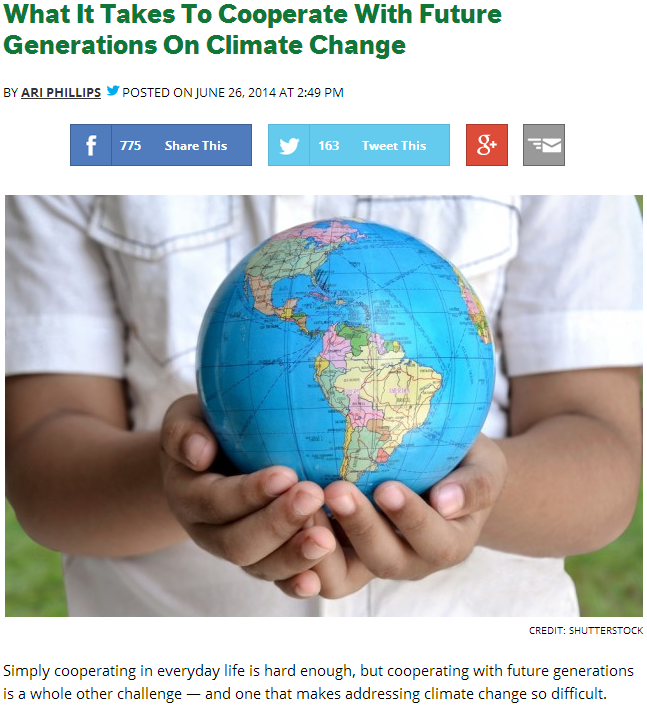 What It Takes To Cooperate With Future
Generations On Climate Change
BY ARI PHILLIPS POSTED ON JUNE 26, 2014 AT 2:49 PM
f 775 Share This 163 Tweet This g+
CREDIT: SHUTTERSTOCK
Simply cooperating in everyday life is hard enough, but cooperating with future generations
is a whole other challenge — and one that makes addressing climate change so difficult.